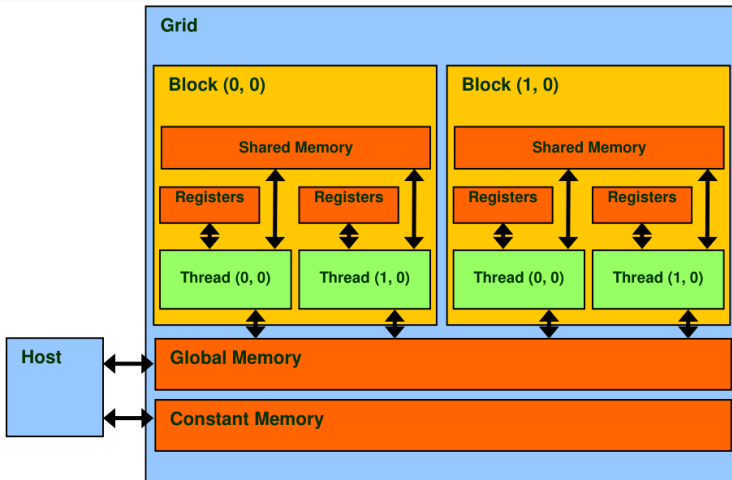 Grid
Block (0, 0)
Block (1, 0)
Shared Memory
Shared Memory
Registers
Registers
Registers
Registers
Thread (0, 0)
Thread (1, 0)
Thread (0, 0)
Thread (1, 0)
Host
Global Memory
Constant Memory